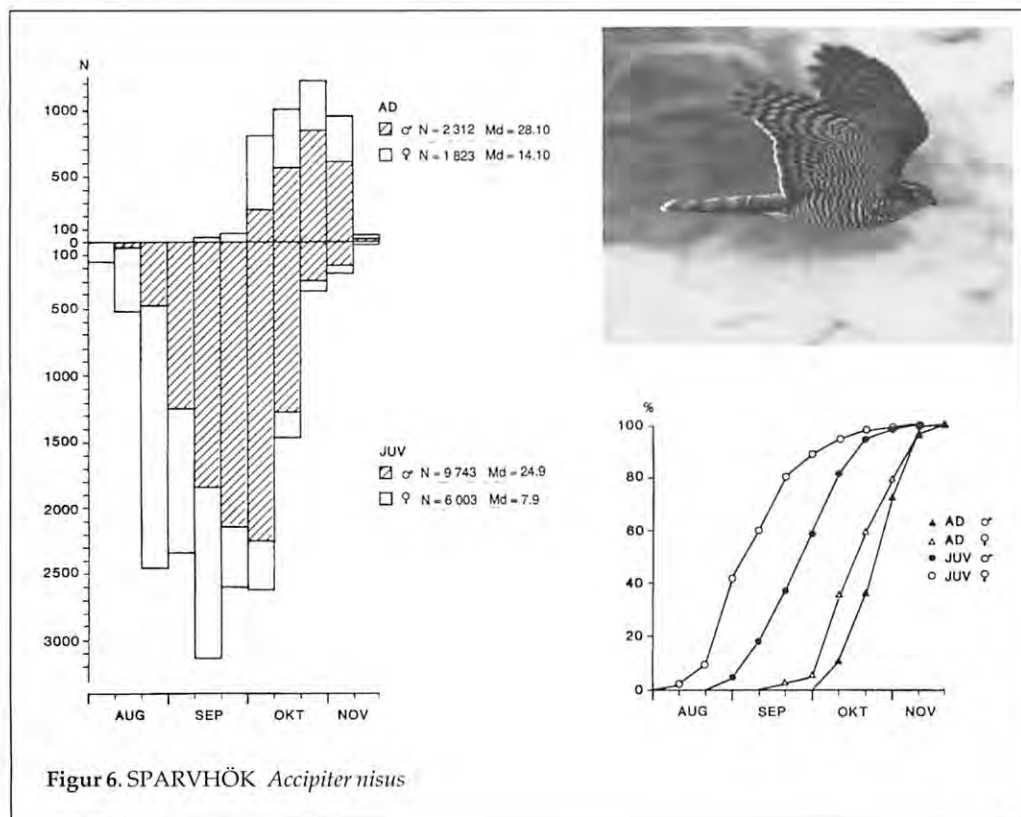 N
1000
500
100
0
100
500
1000
1500
2000
2500
3000
AUG SEP OKT NOV
AD
♂ N = 2 312 Md = 28.10
♀ N = 1 823 Md = 14.10
JUV
♂ N = 9 743 Md = 24.9
♀ N = 6 003 Md = 7.9
%
100
80
60
40
20
0
AUG SEP OKT NOV
AD ♂
AD ♀
JUV ♂
JUV ♀
Figur 6. SPARVHÖK Accipiter nisus